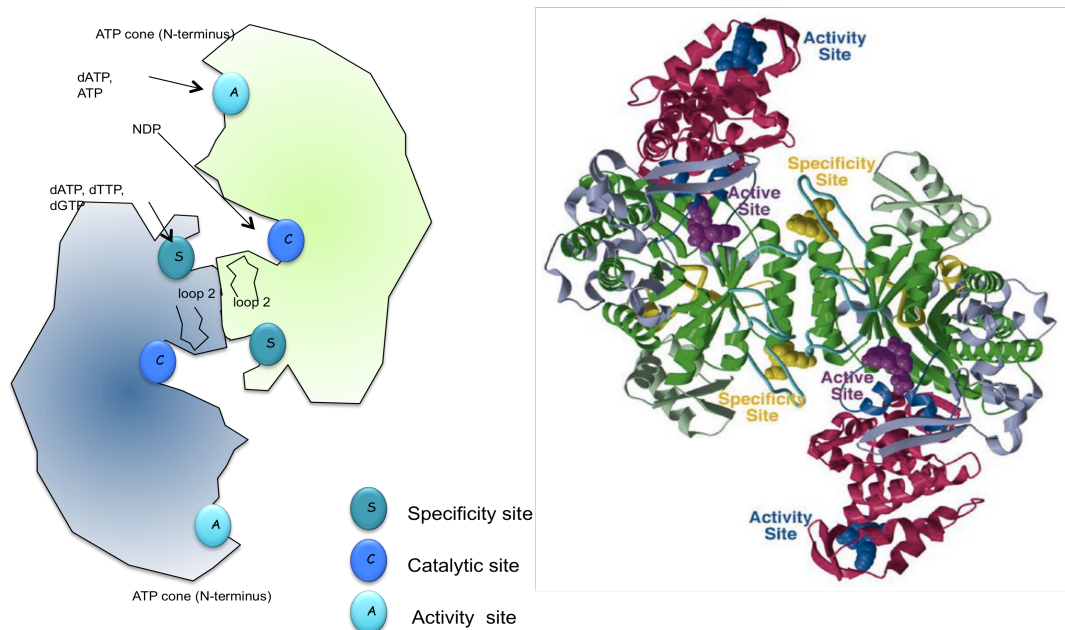 ATP cone (N-terminus)
A
dATP,
ATP
NDP
dATP, dTTP,
dGTP
C
S
loop 2
loop 2
S
C
A
ATP cone (N-terminus)
S
Specificity site
C
Catalytic site
A
Activity site
Activity
Site
Specificity
Site
Active
Site
Active
Site
Specificity
Site
Activity
Site